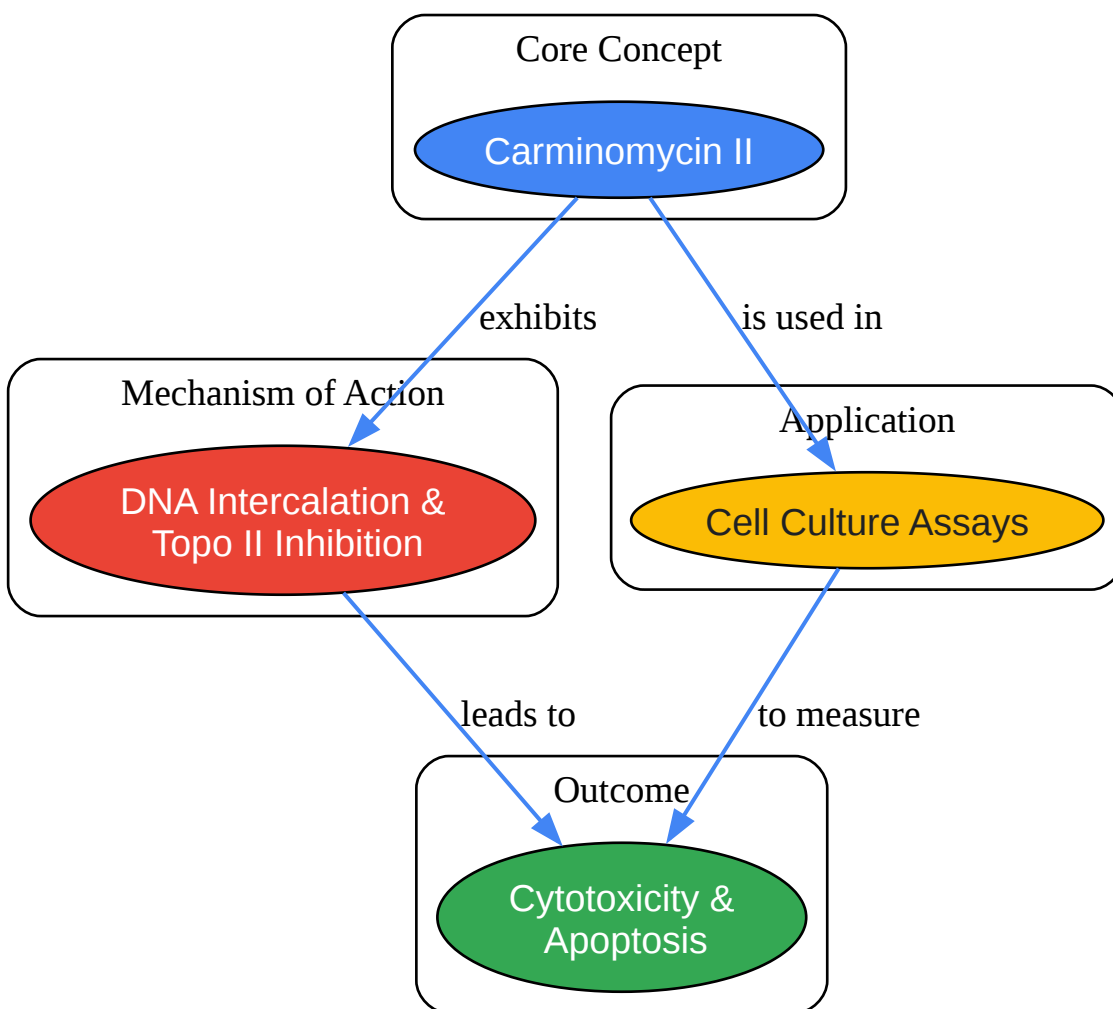 Core Concept
Carminomycin II
exhibits
is used in
Mechanism of Action
Application
DNA Intercalation &
Topo II Inhibition
Cell Culture Assays
leads to
to measure
Outcome
Cytotoxicity &
Apoptosis